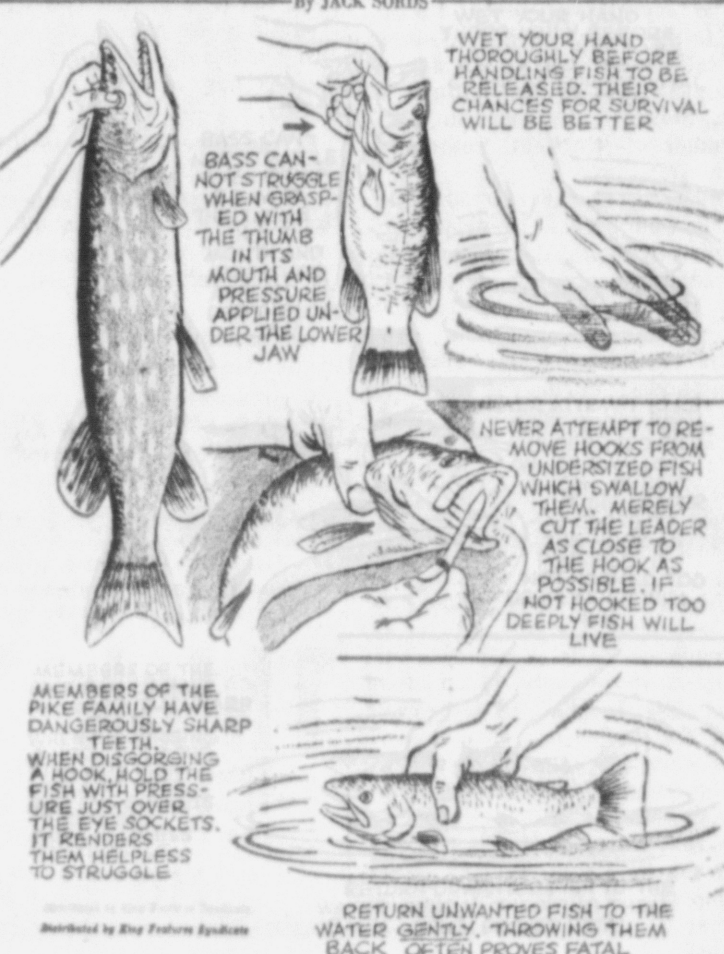 By JACK SORDS
WET YOUR HAND
THOROUGHLY BEFORE
HANDLING FISH TO BE
RELEASED. THEIR
CHANCES FOR SURVIVAL
WILL BE BETTER
BASS CAN-
NOT STRUGGLE
WHEN GRASP-
ED WITH
THE THUMB
IN ITS
MOUTH AND
PRESSURE
APPLIED UN-
DER THE LOWER
JAW
NEVER ATTEMPT TO RE-
MOVE HOOKS FROM
UNDERSIZED FISH
WHICH SWALLOW
THEM. MERELY
CUT THE LEADER
AS CLOSE TO
THE HOOK AS
POSSIBLE. IF
NOT HOOKED TOO
DEEPLY FISH WILL
LIVE
MEMBERS OF THE
PIKE FAMILY HAVE
DANGEROUSLY SHARP
TEETH.
WHEN DISGORGING
A HOOK, HOLD THE
FISH WITH PRESS-
URE JUST OVER
THE EYE SOCKETS.
IT RENDERS
THEM HELPLESS
TO STRUGGLE
Distributed by King Features Syndicate
RETURN UNWANTED FISH TO THE
WATER GENTLY. THROWING THEM
BACK OFTEN PROVES FATAL